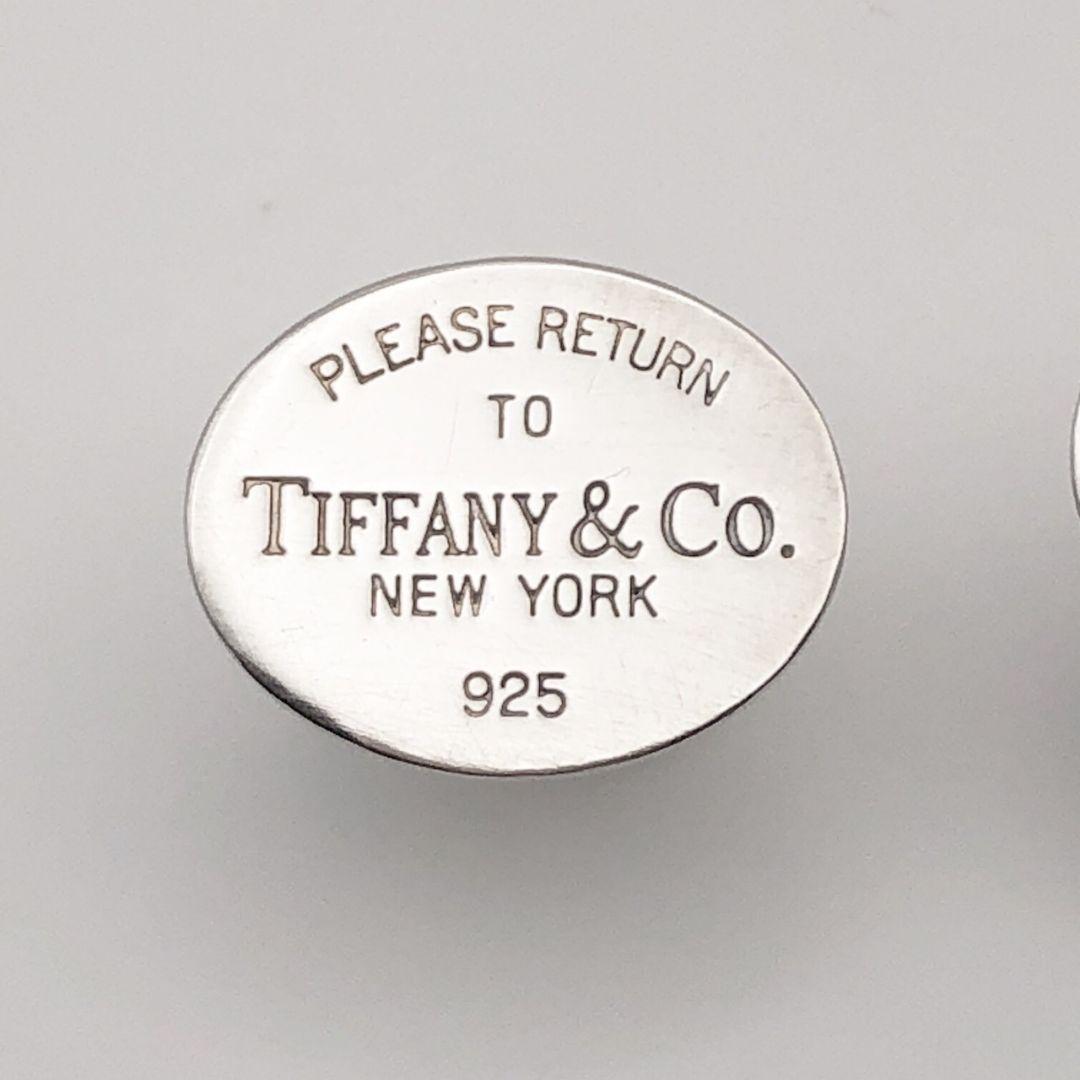 PLEASE RETURN
TO
TIFFANY & CO.
NEW YORK
925